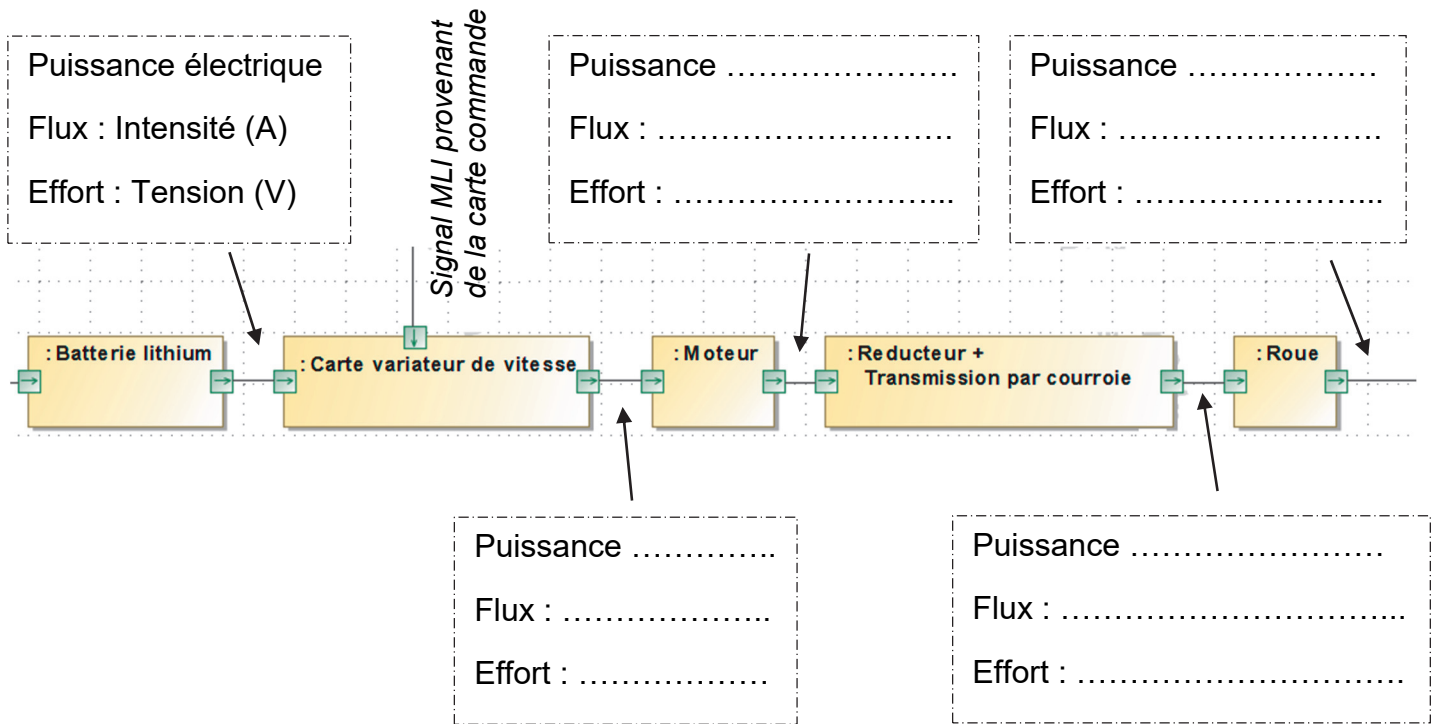 Puissance électrique
Flux : Intensité (A)
Effort : Tension (V)
Signal MLI provenant
de la carte commande
Puissance …………………..
Flux : ……………………….
Effort : ………………………..
Puissance ………………
Flux : ……………………….
Effort : ……………………...
: Batterie lithium
: Carte variateur de vitesse
: Moteur
: Reducteur +
Transmission par courroie
: Roue
Puissance …………..
Flux : ………………….
Effort : ………………
Puissance ……………………
Flux : ……………………………...
Effort : …………………………….